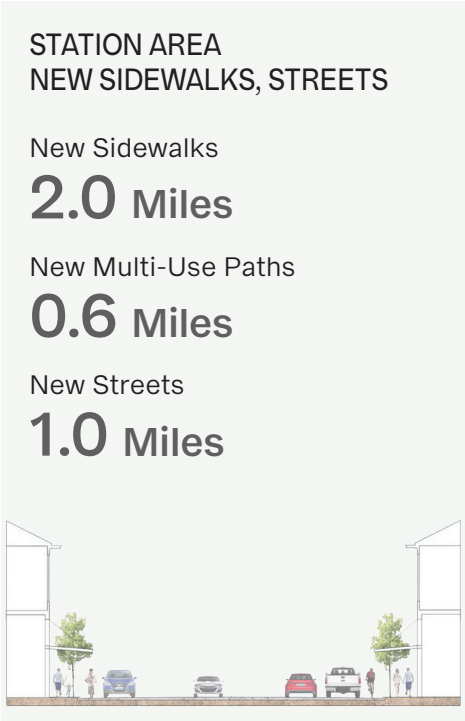 STATION AREA
NEW SIDEWALKS, STREETS
New Sidewalks
2.0 Miles
New Multi-Use Paths
0.6 Miles
New Streets
1.0 Miles